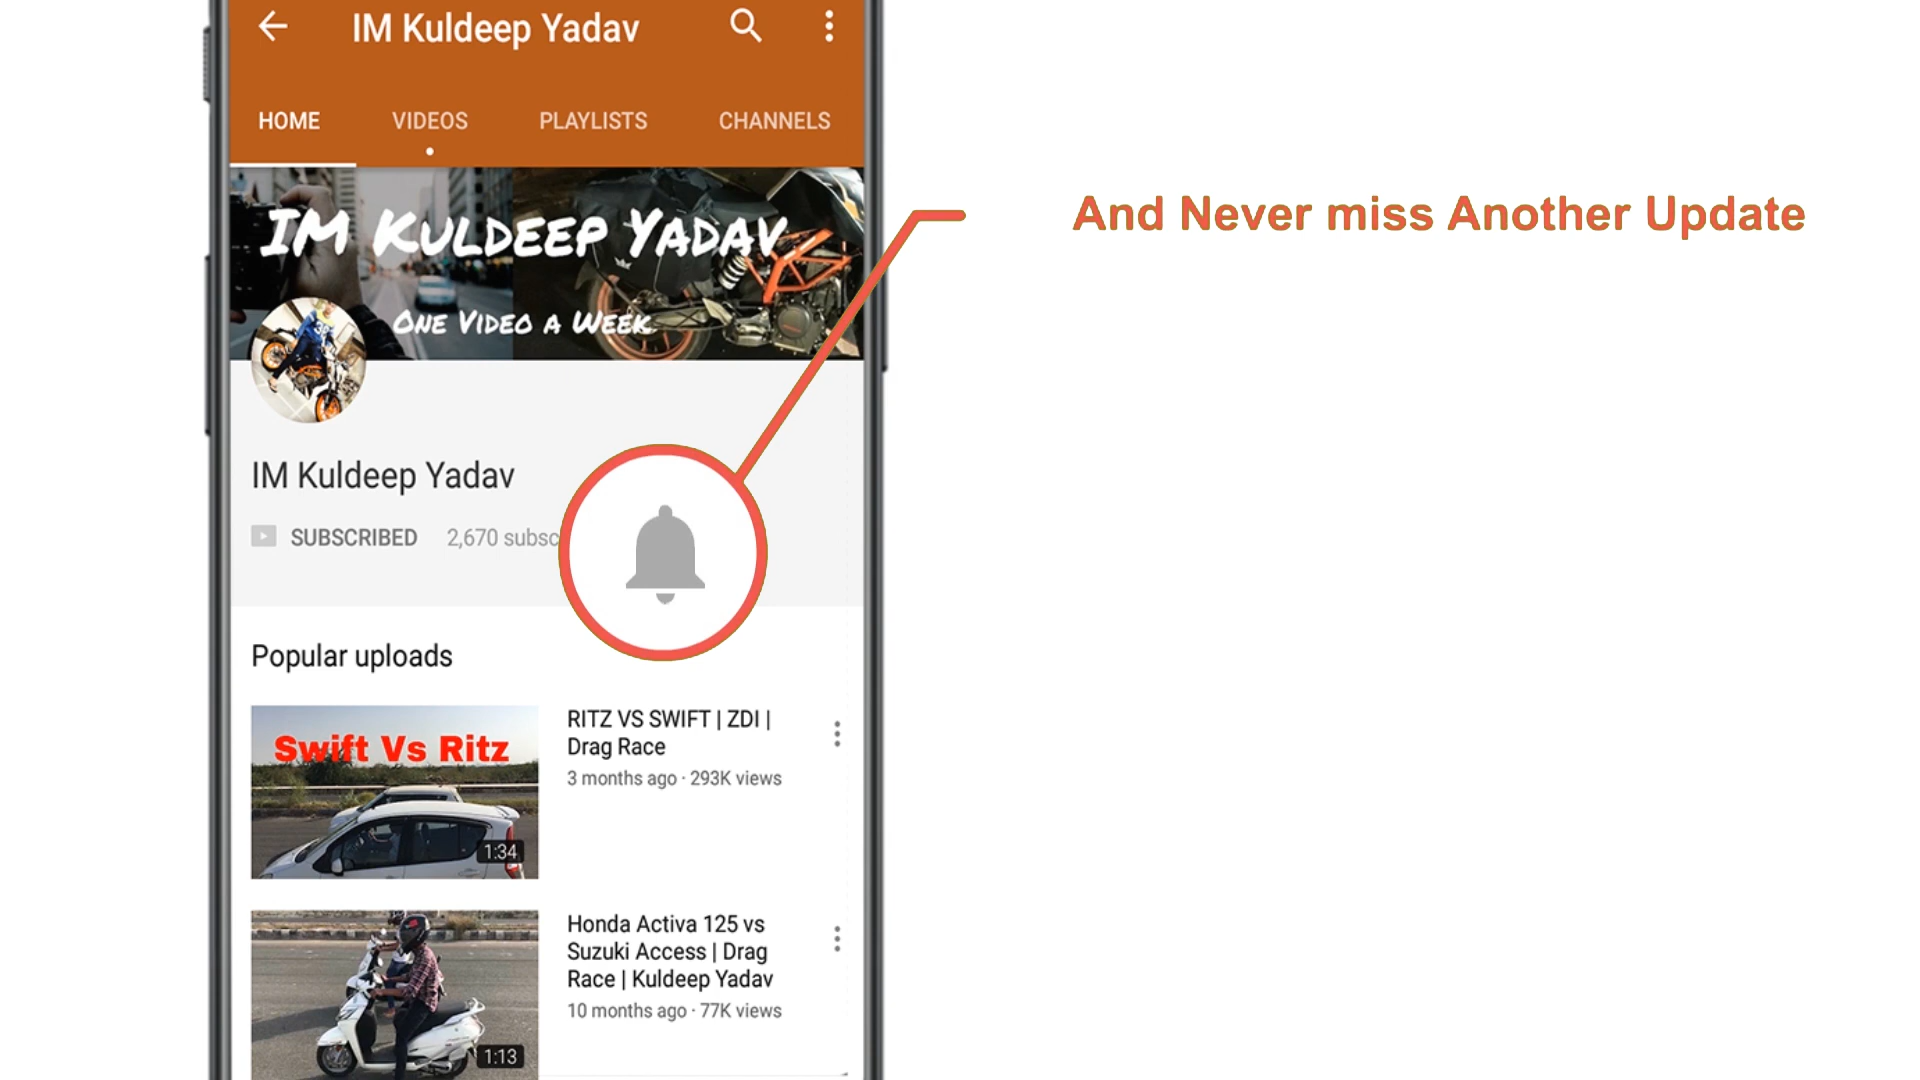 IM Kuldeep Yadav
HOME VIDEOS PLAYLISTS CHANNELS
IM KULDEEP YADAV
ONE VIDEO A WEEK
And Never miss Another Update
IM Kuldeep Yadav
SUBSCRIBED 2,670 subsc
Popular uploads
Swift Vs Ritz
1:34
RITZ VS SWIFT | ZDI |
Drag Race
3 months ago · 293K views
1:13
Honda Activa 125 vs
Suzuki Access | Drag
Race | Kuldeep Yadav
10 months ago · 77K views